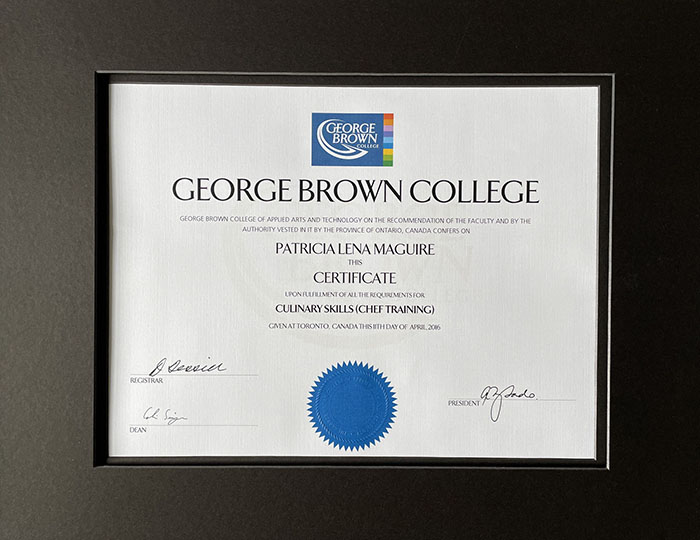 GEORGE
BROWN
COLLEGE
GEORGE BROWN COLLEGE
GEORGE BROWN COLLEGE OF APPLIED ARTS AND TECHNOLOGY ON THE RECOMMENDATION OF THE FACULTY AND BY THE
AUTHORITY VESTED IN IT BY THE PROVINCE OF ONTARIO, CANADA CONFERS ON
PATRICIA LENA MAGUIRE
THIS
CERTIFICATE
UPON FULFILLMENT OF ALL THE REQUIREMENTS FOR
CULINARY SKILLS (CHEF TRAINING)
GIVEN AT TORONTO, CANADA THIS 11TH DAY OF APRIL, 2016
REGISTRAR
PRESIDENT
DEAN